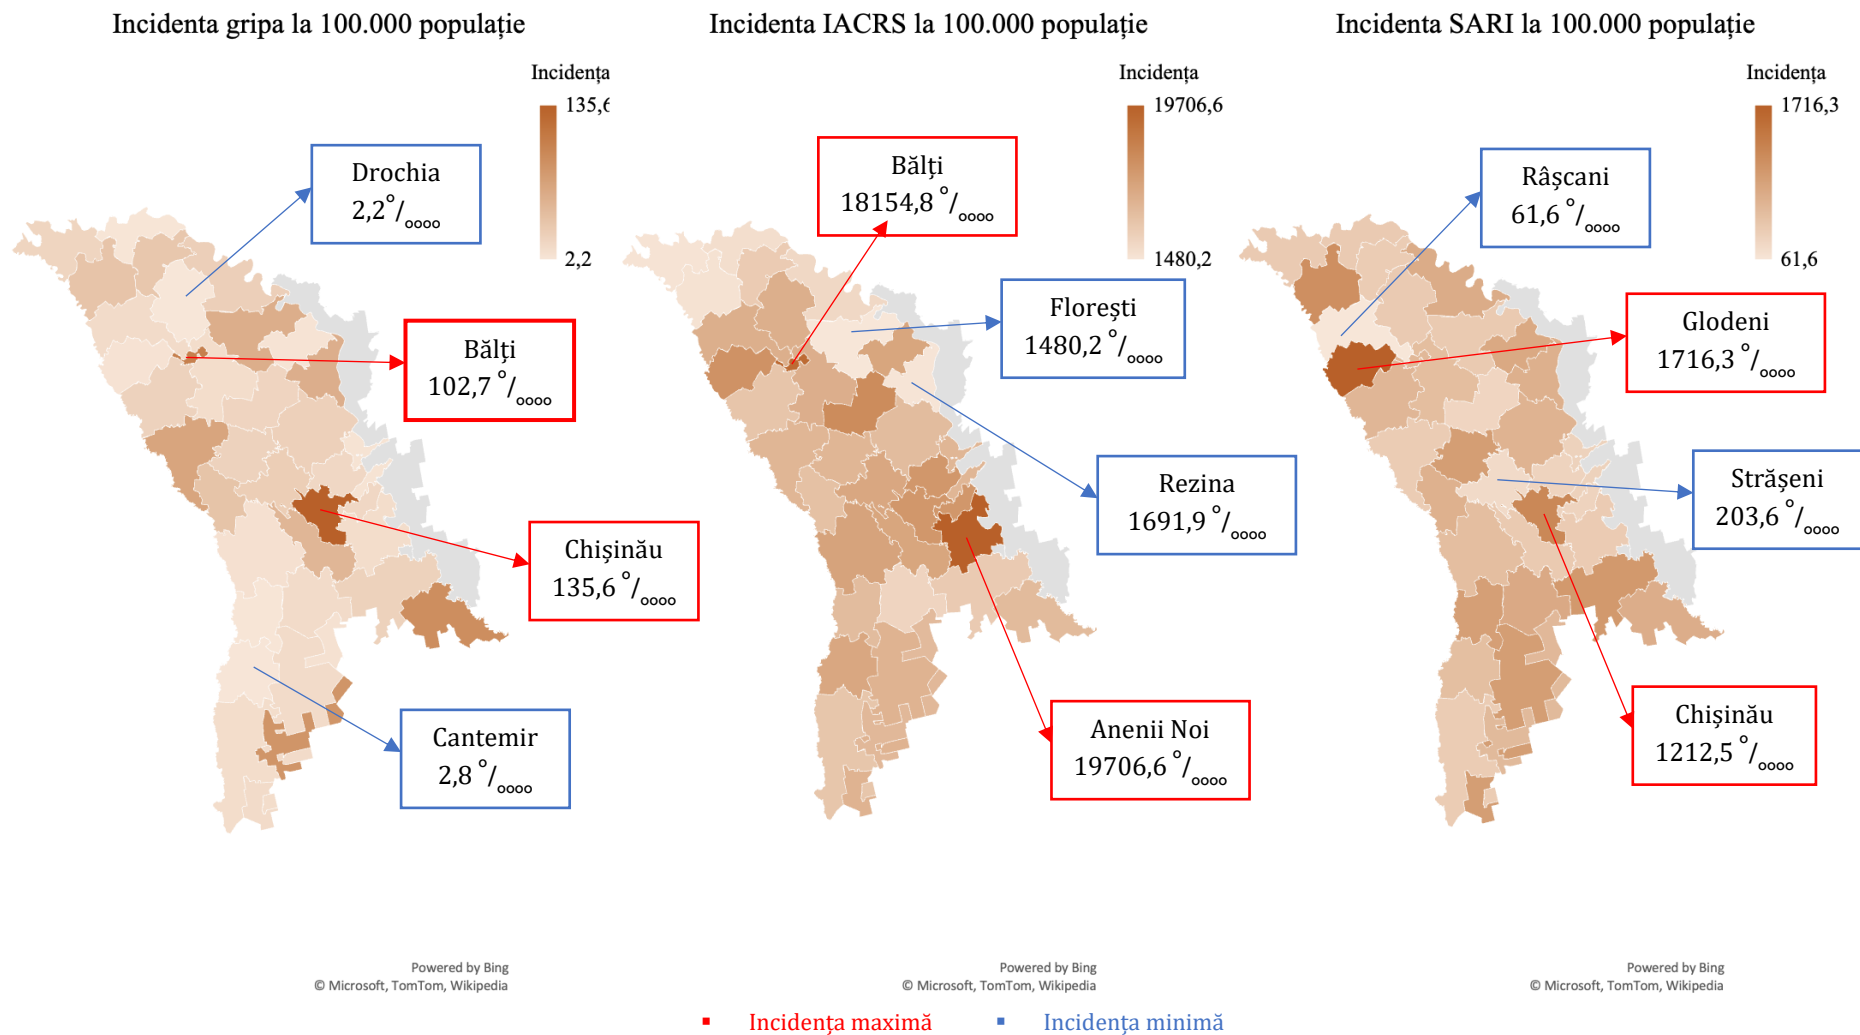 Incidenta gripa la 100.000 populație
Incidența
135,6
2,2
Drochia
2,2°/oooo
Bălți
102,7 °/oooo
Chișinău
135,6 °/oooo
Cantemir
2,8 °/oooo
Powered by Bing
© Microsoft, TomTom, Wikipedia
Incidenta IACRS la 100.000 populație
Incidența
19706,6
1480,2
Bălți
18154,8 °/oooo
Florești
1480,2 °/oooo
Rezina
1691,9 °/oooo
Anenii Noi
19706,6 °/oooo
Powered by Bing
© Microsoft, TomTom, Wikipedia
Incidenta SARI la 100.000 populație
Incidența
1716,3
61,6
Râșcani
61,6 °/oooo
Glodeni
1716,3 °/oooo
Strășeni
203,6 °/oooo
Chișinău
1212,5 °/oooo
Powered by Bing
© Microsoft, TomTom, Wikipedia
▪ Incidența maximă
▪ Incidența minimă